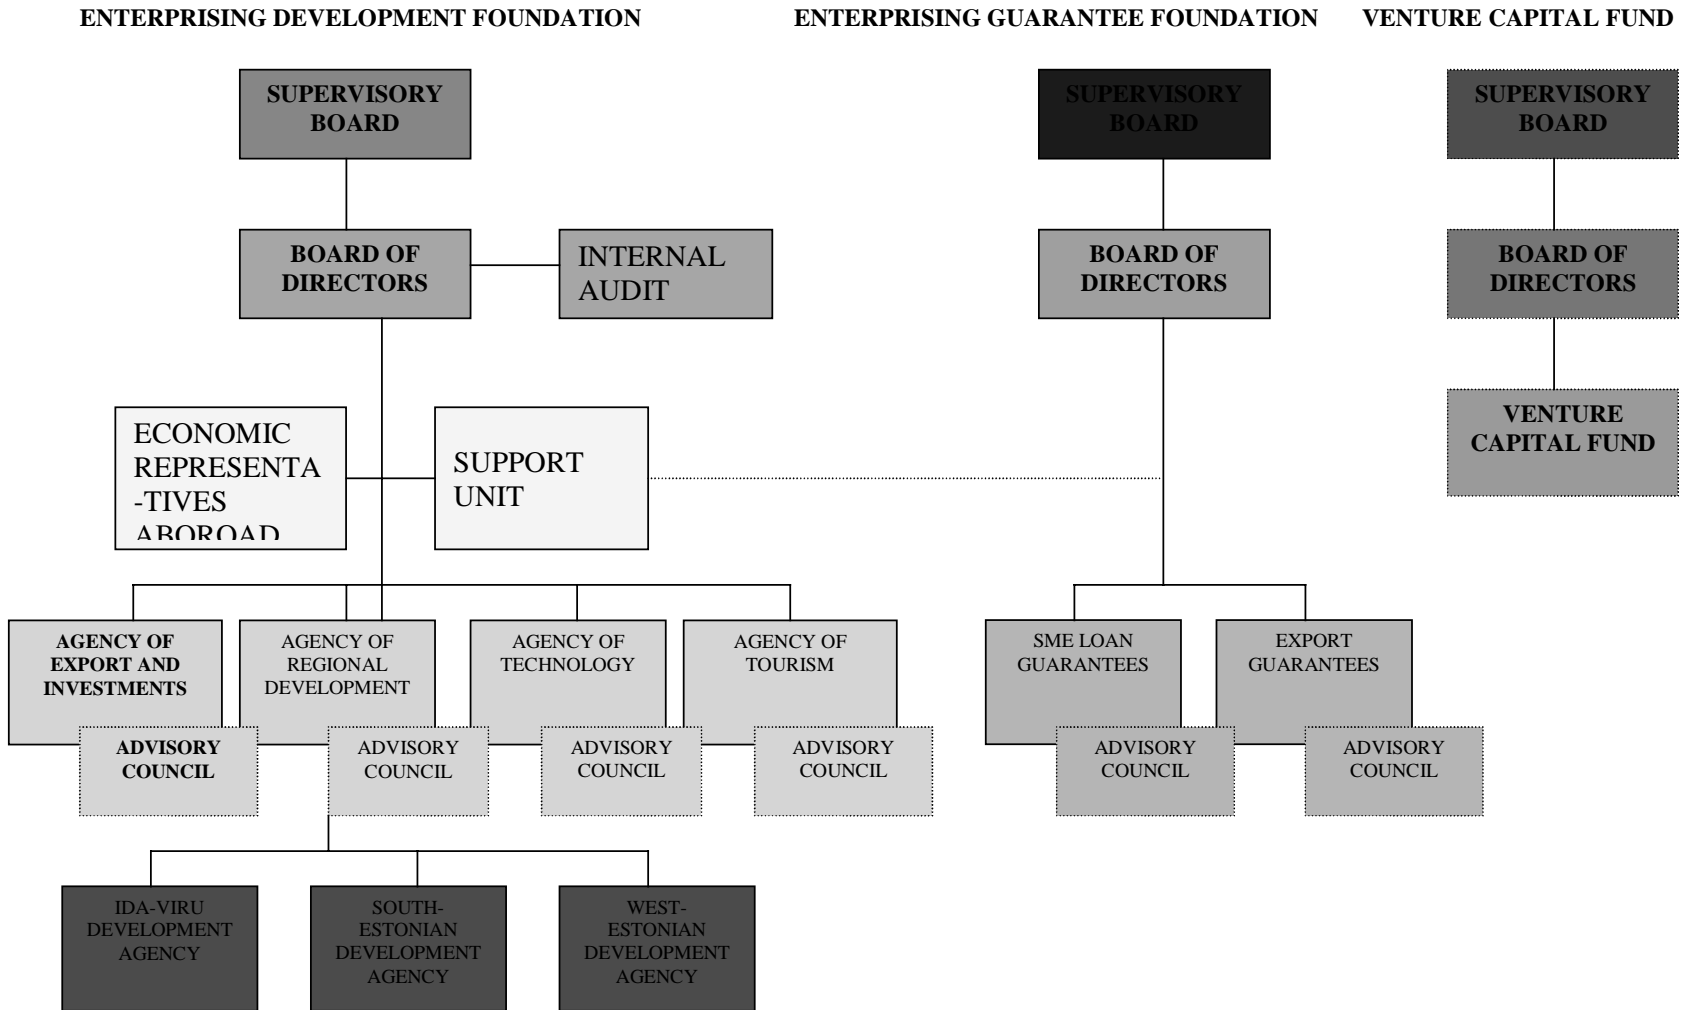 ENTERPRISING DEVELOPMENT FOUNDATION
ENTERPRISING GUARANTEE FOUNDATION
VENTURE CAPITAL FUND
SUPERVISORY
BOARD
SUPERVISORY
BOARD
SUPERVISORY
BOARD
BOARD OF
DIRECTORS
INTERNAL
AUDIT
BOARD OF
DIRECTORS
BOARD OF
DIRECTORS
ECONOMIC
REPRESENTA
-TIVES
ABOROAD
SUPPORT
UNIT
VENTURE
CAPITAL FUND
AGENCY OF
EXPORT AND
INVESTMENTS
AGENCY OF
REGIONAL
DEVELOPMENT
AGENCY OF
TECHNOLOGY
AGENCY OF
TOURISM
SME LOAN
GUARANTEES
EXPORT
GUARANTEES
ADVISORY
COUNCIL
ADVISORY
COUNCIL
ADVISORY
COUNCIL
ADVISORY
COUNCIL
ADVISORY
COUNCIL
ADVISORY
COUNCIL
IDA-VIRU
DEVELOPMENT
AGENCY
SOUTH-
ESTONIAN
DEVELOPMENT
AGENCY
WEST-
ESTONIAN
DEVELOPMENT
AGENCY